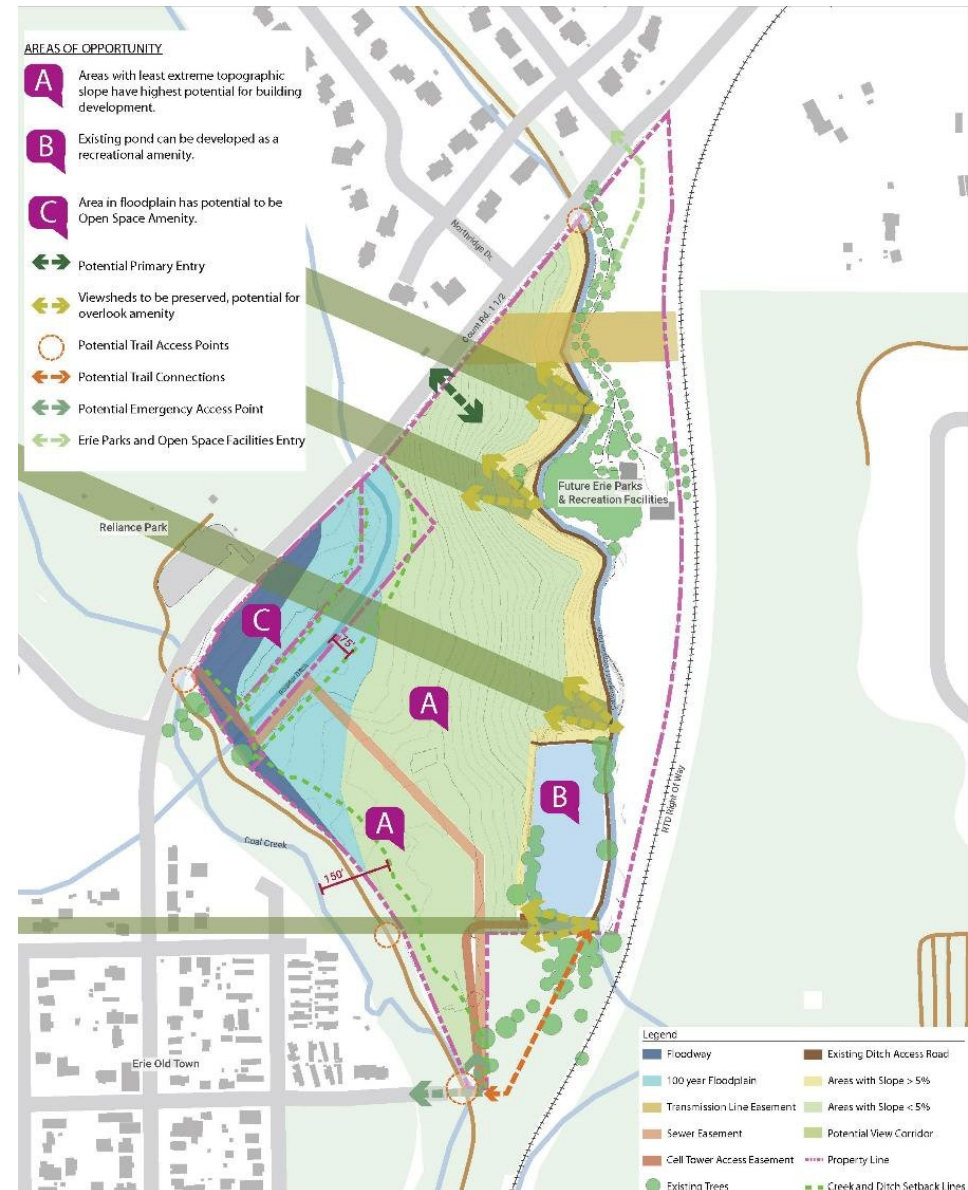 AREAS OF OPPORTUNITY
A
Areas with least extreme topographic
slope have highest potential for building
development.
B
Existing pond can be developed as a
recreational amenity.
C
Area in floodplain has potential to be
Open Space Amenity.
Potential Primary Entry
Viewsheds to be preserved, potential for
overlook amenity
Potential Trail Access Points
Potential Trail Connections
Potential Emergency Access Point
Erie Parks and Open Space Facilities Entry
Northridge Dr.
Count Rd. 1 1/2
Future Erie Parks
& Recreation Facilities
Reliance Park
C
75'
A
B
RTD Right Of Way
A
Coal Creek
150'
Erie Old Town
Legend
Floodway
100 year Floodplain
Transmission Line Easement
Sewer Easement
Cell Tower Access Easement
Existing Trees
Existing Ditch Access Road
Areas with Slope > 5%
Areas with Slope < 5%
Potential View Corridor
Property Line
Creek and Ditch Setback Lines